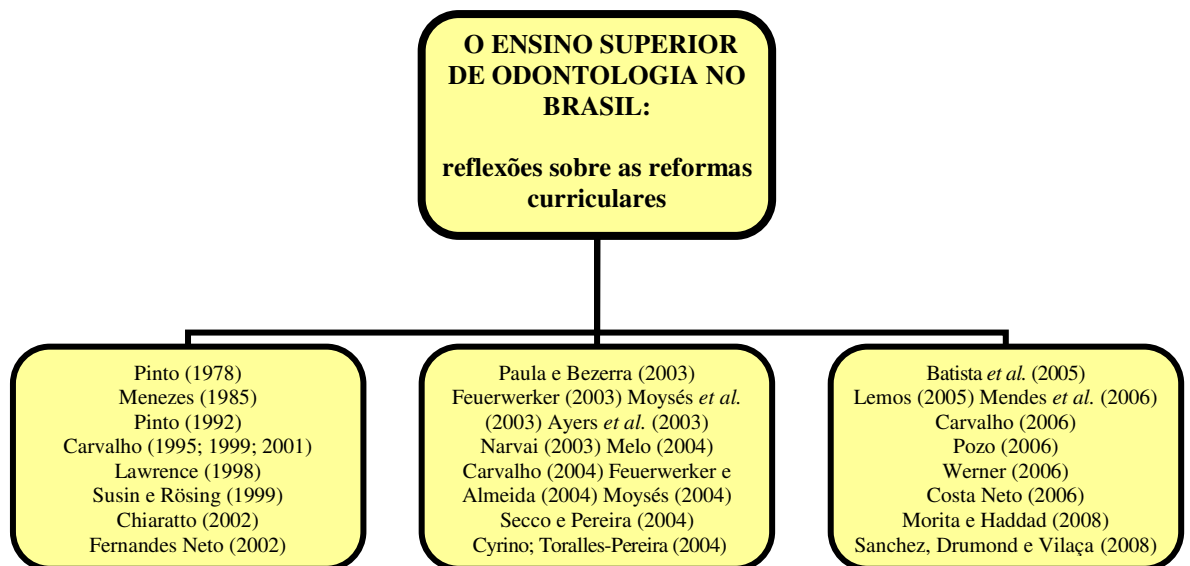 O ENSINO SUPERIOR
DE ODONTOLOGIA NO
BRASIL:
reflexões sobre as reformas
curriculares
Pinto (1978)
Menezes (1985)
Pinto (1992)
Carvalho (1995; 1999; 2001)
Lawrence (1998)
Susin e Rösing (1999)
Chiaratto (2002)
Fernandes Neto (2002)
Paula e Bezerra (2003)
Feuerwerker (2003) Moysés et al.
(2003) Ayers et al. (2003)
Narvai (2003) Melo (2004)
Carvalho (2004) Feuerwerker e
Almeida (2004) Moysés (2004)
Secco e Pereira (2004)
Cyrino; Toralles-Pereira (2004)
Batista et al. (2005)
Lemos (2005) Mendes et al. (2006)
Carvalho (2006)
Pozo (2006)
Werner (2006)
Costa Neto (2006)
Morita e Haddad (2008)
Sanchez, Drumond e Vilaça (2008)